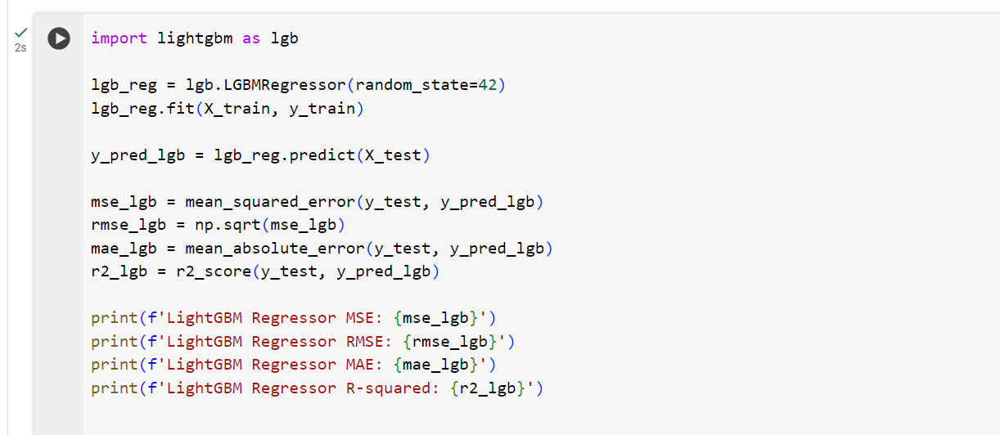 import lightgbm as lgb
lgb_reg = lgb.LGBMRegressor(random_state=42)
lgb_reg.fit(X_train, y_train)
y_pred_lgb = lgb_reg.predict(X_test)
mse_lgb = mean_squared_error(y_test, y_pred_lgb)
rmse_lgb = np.sqrt(mse_lgb)
mae_lgb = mean_absolute_error(y_test, y_pred_lgb)
r2_lgb = r2_score(y_test, y_pred_lgb)
print(f'LightGBM Regressor MSE: {mse_lgb}')
print(f'LightGBM Regressor RMSE: {rmse_lgb}')
print(f'LightGBM Regressor MAE: {mae_lgb}')
print(f'LightGBM Regressor R-squared: {r2_lgb}')
2s